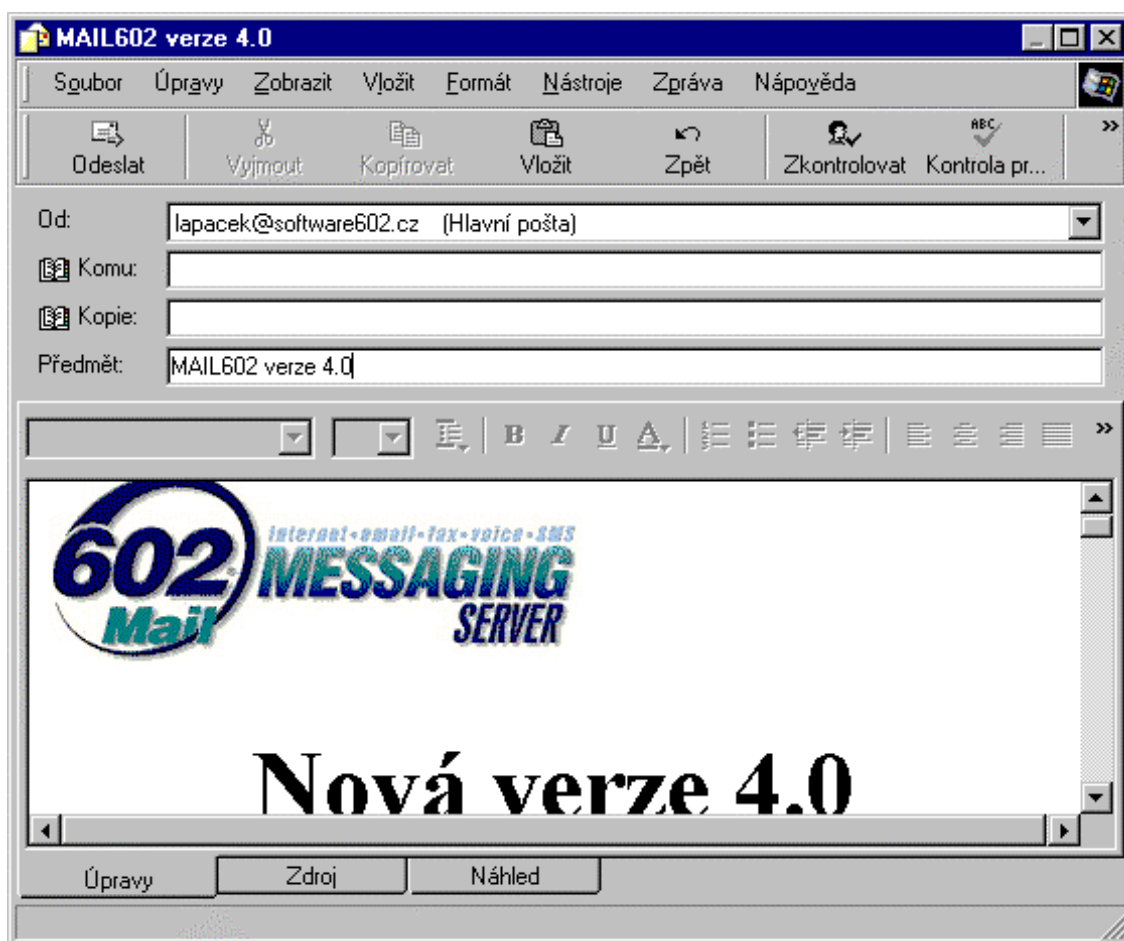 MAIL602 verze 4.0
Soubor Úpravy Zobrazit Vložit Formát Nástroje Zpráva Nápověda
Odeslat Vyjmout Kopírovat Vložit Zpět Zkontrolovat Kontrola pr...
Od: lapacek@software602.cz (Hlavní pošta)
Komu:
Kopie:
Předmět: MAIL602 verze 4.0
B I U A
602 Mail
internet•email•fax•voice•SMS
MESSAGING
SERVER
Nová verze 4.0
Úpravy Zdroj Náhled